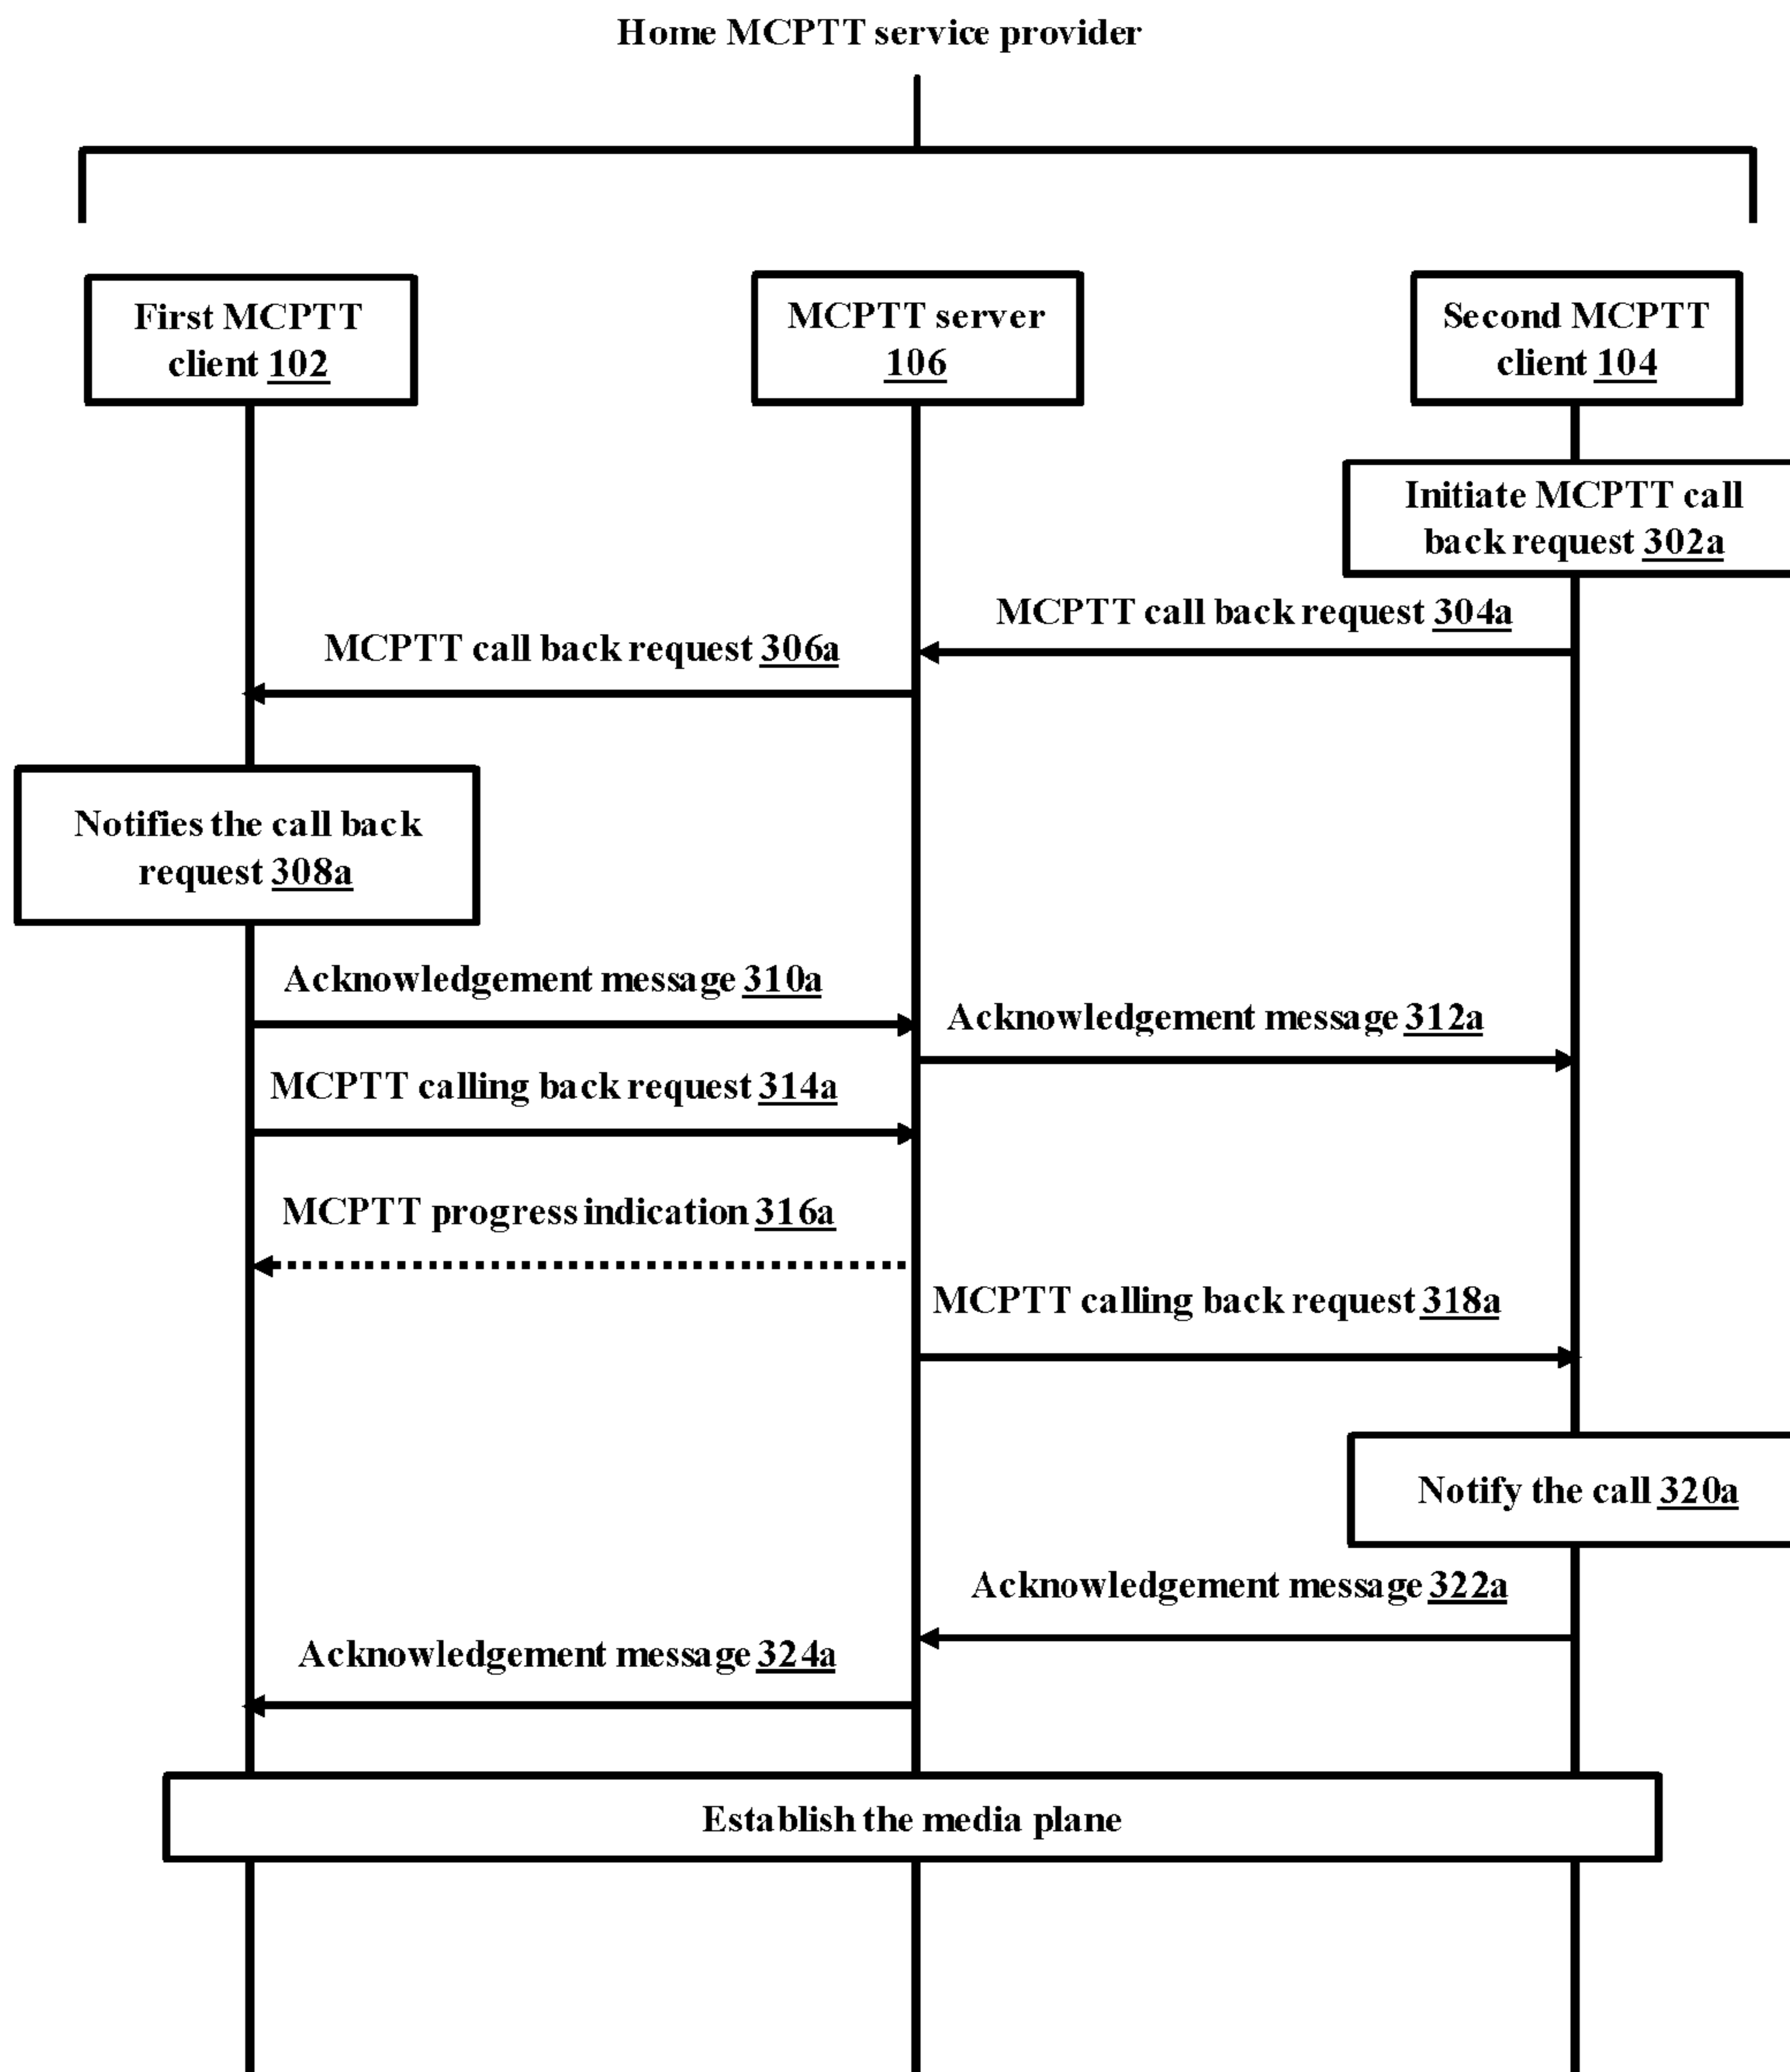 Home MCPTT service provider
First MCPTT
client 102
MCPTT server
106
Second MCPTT
client 104
Initiate MCPTT call
back request 302a
MCPTT call back request 304a
MCPTT call back request 306a
Notifies the call back
request 308a
Acknowledgement message 310a
Acknowledgement message 312a
MCPTT calling back request 314a
MCPTT progress indication 316a
MCPTT calling back request 318a
Notify the call 320a
Acknowledgement message 322a
Acknowledgement message 324a
Establish the media plane